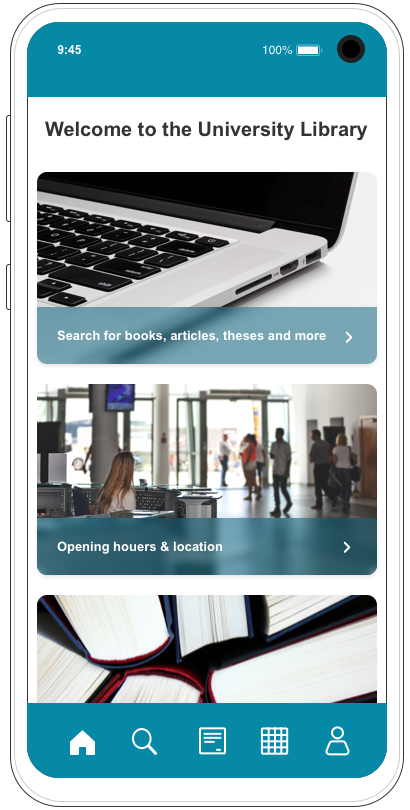 9:45
100%
Welcome to the University Library
Search for books, articles, theses and more
Opening houers & location